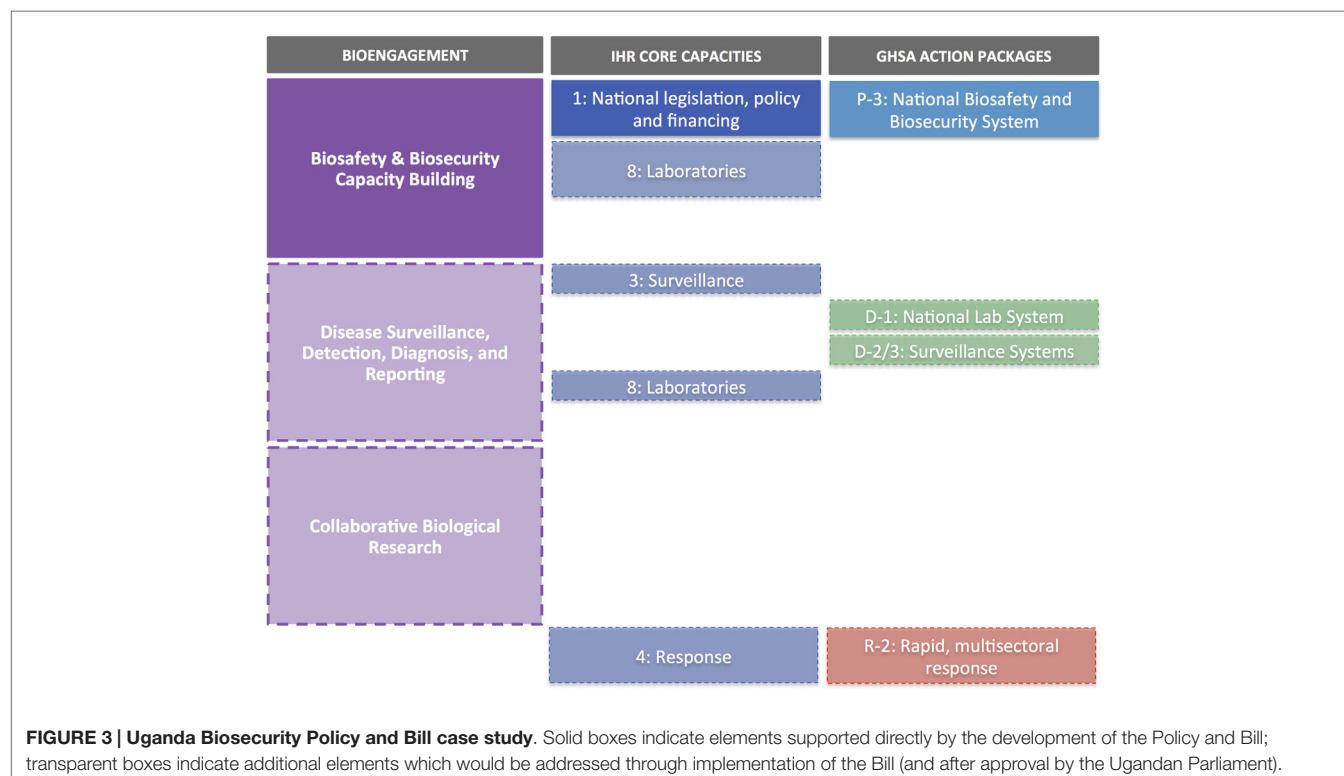 BIOENGAGEMENT
IHR CORE CAPACITIES
GHSA ACTION PACKAGES
Biosafety & Biosecurity
Capacity Building
1: National legislation, policy
and financing
P-3: National Biosafety and
Biosecurity System
8: Laboratories
Disease Surveillance,
Detection, Diagnosis, and
Reporting
3: Surveillance
D-1: National Lab System
D-2/3: Surveillance Systems
8: Laboratories
Collaborative Biological
Research
4: Response
R-2: Rapid, multisectoral
response
FIGURE 3 | Uganda Biosecurity Policy and Bill case study. Solid boxes indicate elements supported directly by the development of the Policy and Bill;
transparent boxes indicate additional elements which would be addressed through implementation of the Bill (and after approval by the Ugandan Parliament).